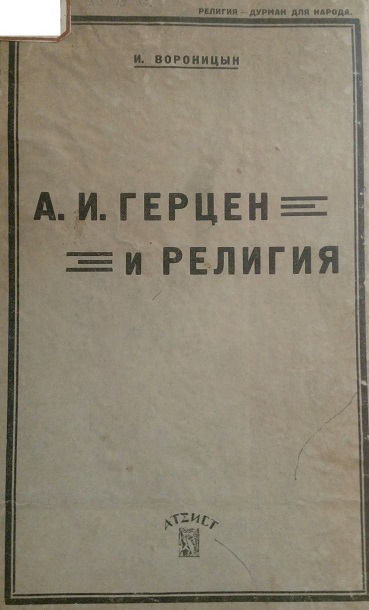 РЕЛИГИЯ — ДУРМАН ДЛЯ НАРОДА.
И. ВОРОНИЦЫН
А. И. ГЕРЦЕН
И РЕЛИГИЯ
АТЕИСТ